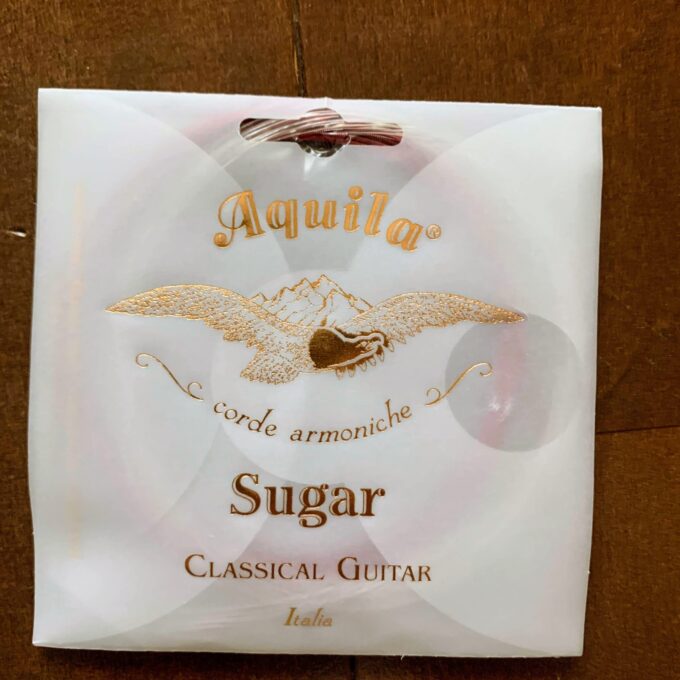 Aquila®
corde armoniche
Sugar
Classical Guitar
Italia